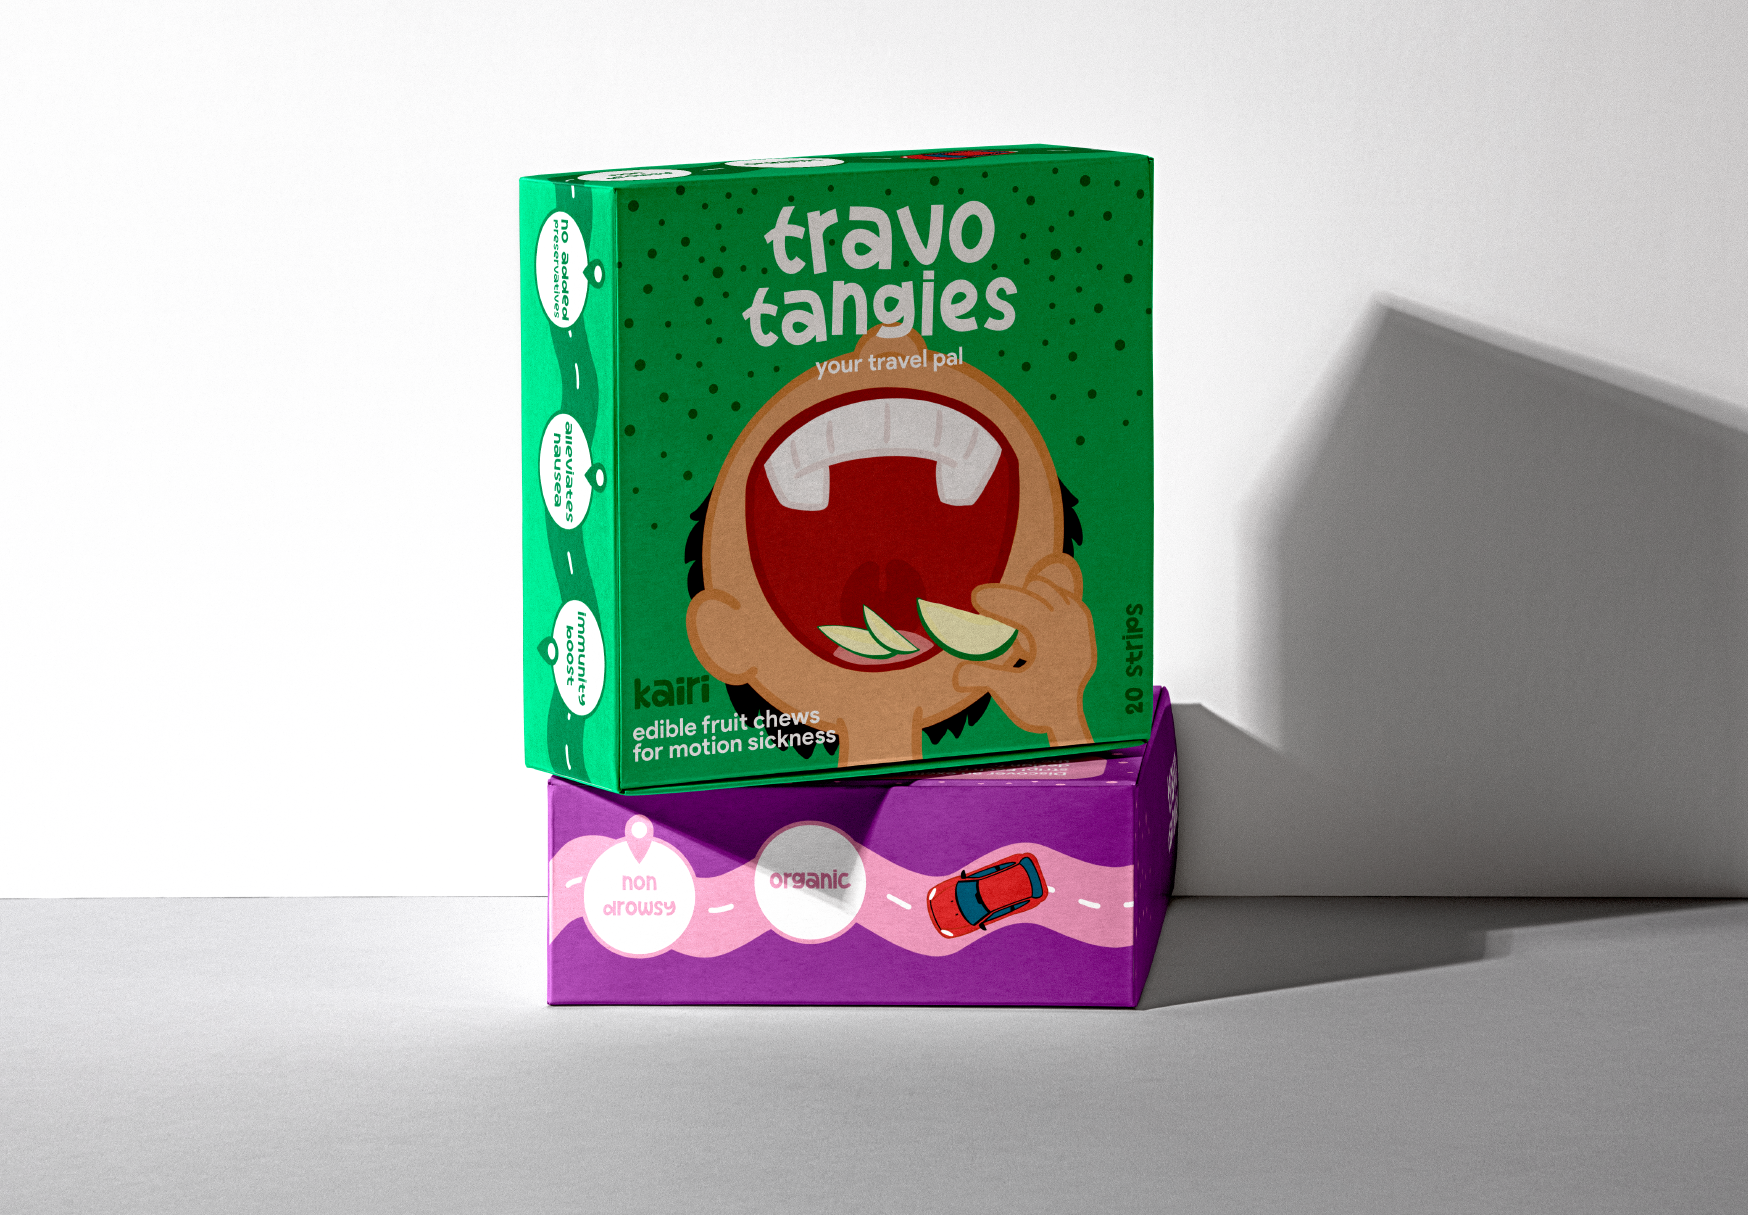 travo
tangies
your travel pal
kairi
edible fruit chews
for motion sickness
20 strips
no added
preservatives
alleviates
nausea
immunity
boost
non
drowsy
organic